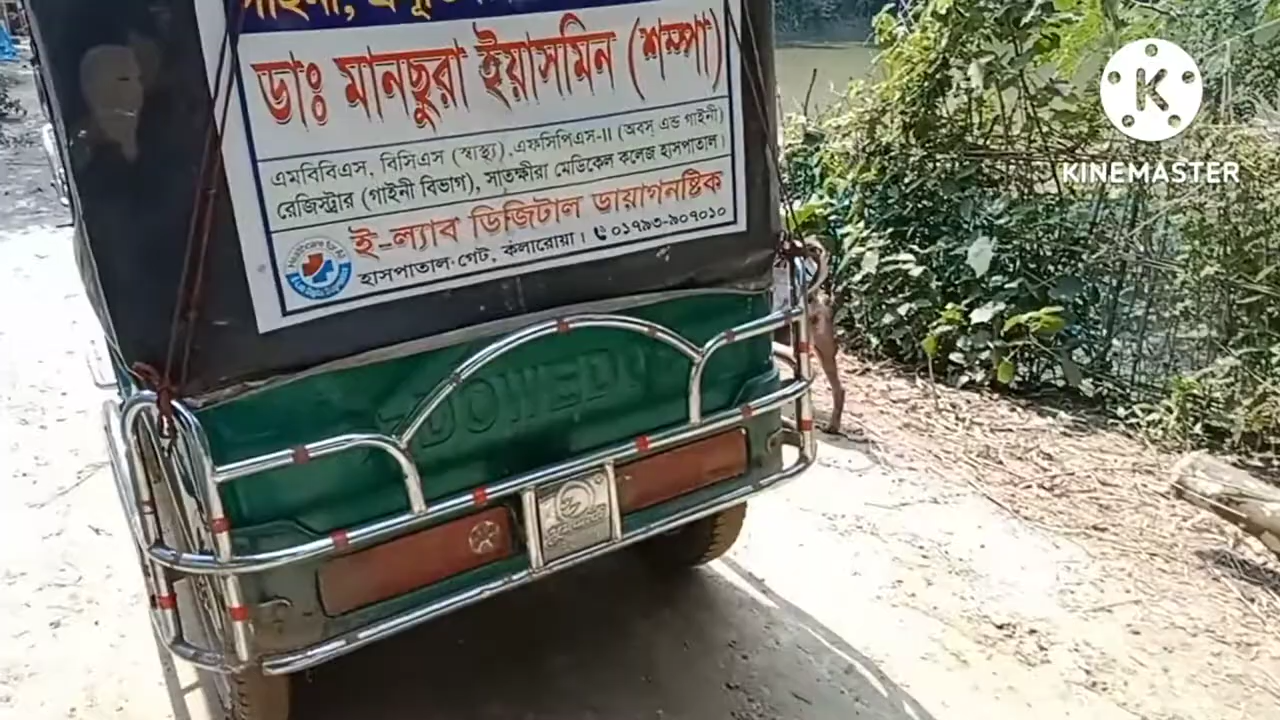 ডাঃ মানছুরা ইয়াসমিন (শম্পা)
এমবিবিএস, বিসিএস (স্বাস্থ্য), এফসিপিএস-II (অবস্ এন্ড গাইনী)
রেজিস্ট্রার (গাইনী বিভাগ), সাতক্ষীরা মেডিকেল কলেজ হাসপাতাল।
ই-ল্যাব ডিজিটাল ডায়াগনষ্টিক
হাসপাতাল গেট, কলারোয়া। ০১৭৯৩-৯০৭০১০
K
KINEMASTER